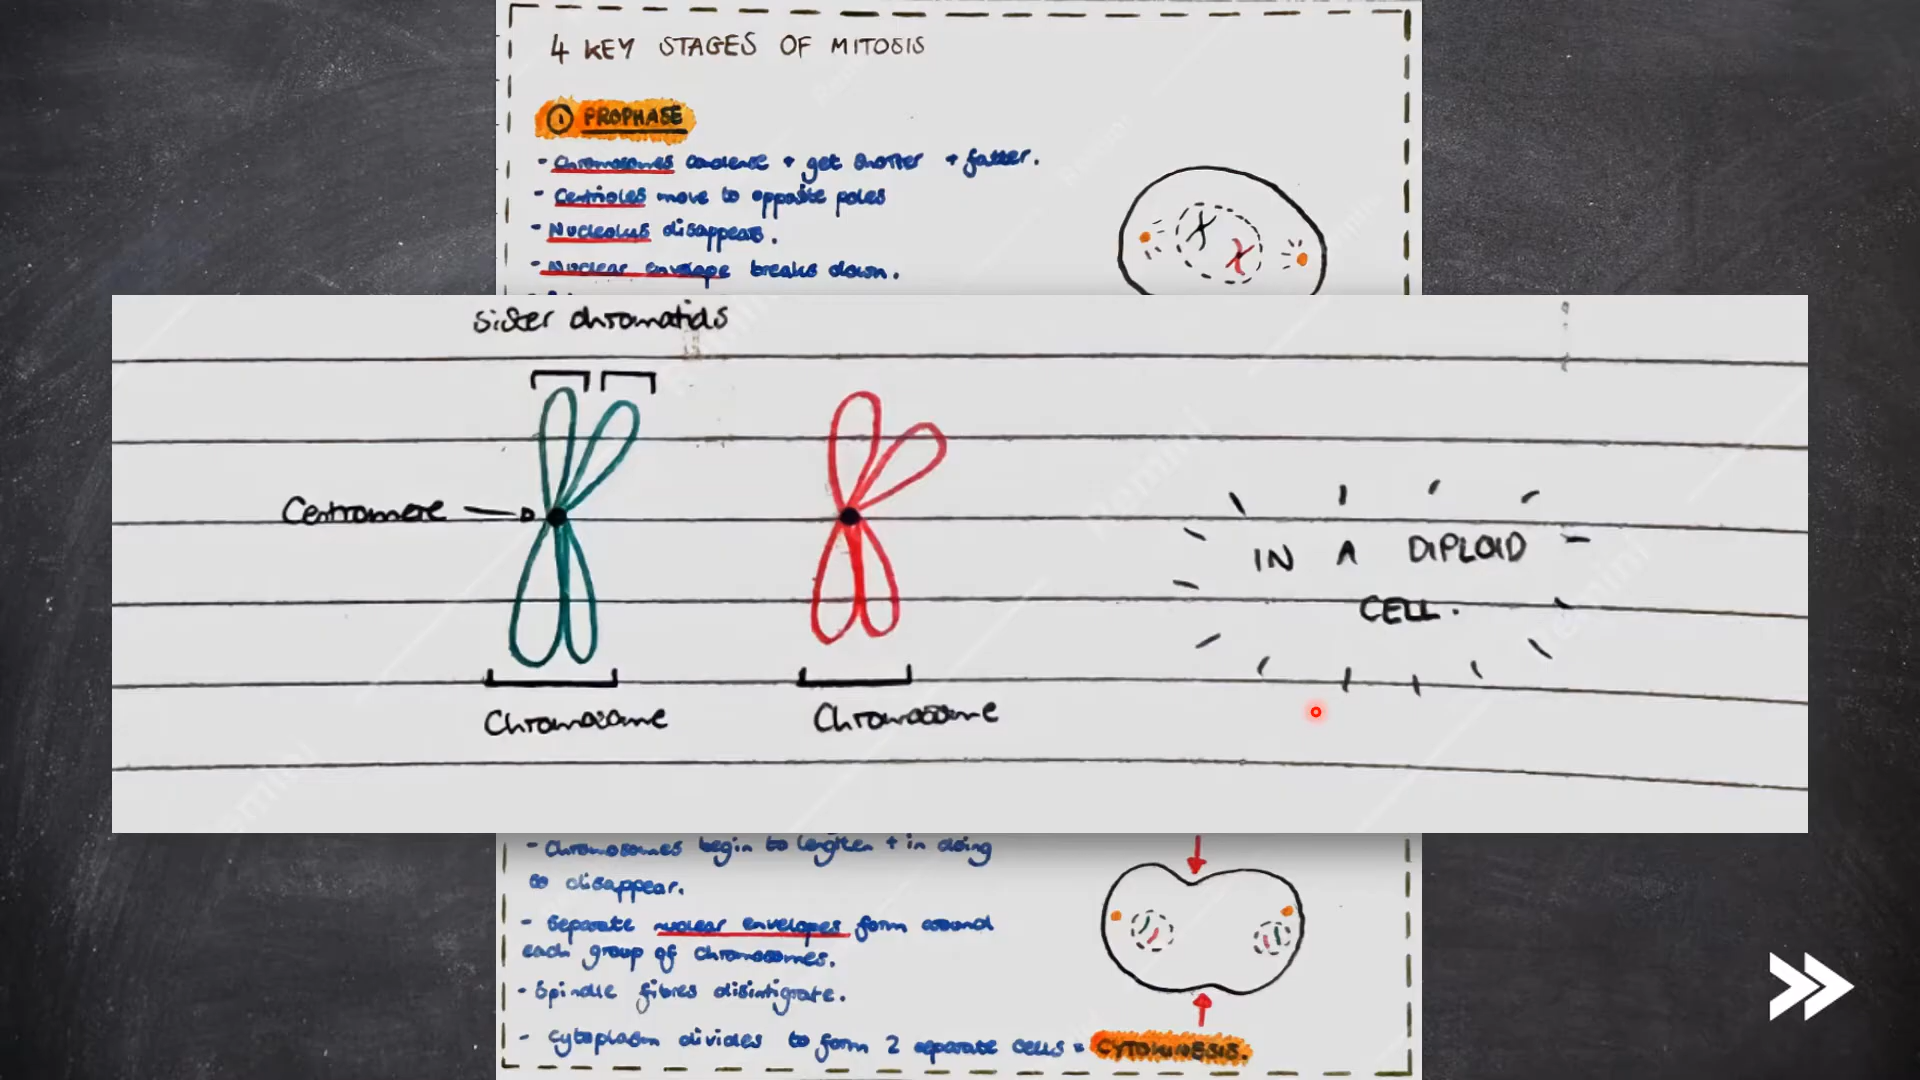 4 KEY STAGES OF MITOSIS
① PROPHASE
- Chromosomes condense + get shorter + fatter.
- Centrioles move to opposite poles
- Nucleolus disappears.
- Nuclear envelope breaks down.
Sister chromatids
Centromere
IN A DIPLOID
CELL.
Chromosome
Chromosome
- Chromosomes begin to lengthen + in doing
so disappear.
- Separate nuclear envelopes form around
each group of chromosomes.
- Spindle fibres disintigrate.
- Cytoplasm divides to form 2 separate cells = CYTOKINESIS.